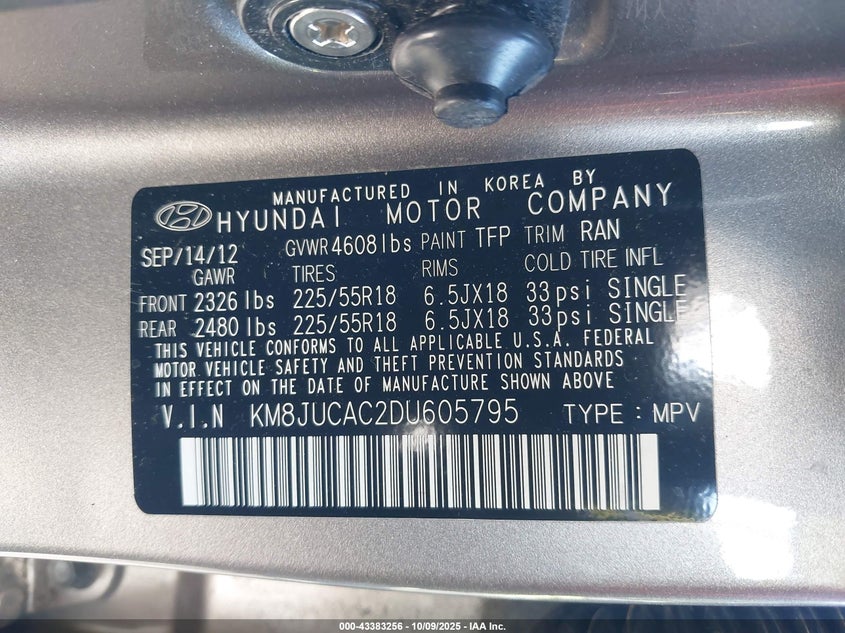 MANUFACTURED IN KOREA BY
HYUNDAI MOTOR COMPANY
SEP/14/12 GVWR 4608lbs PAINT TFP TRIM RAN
GAWR TIRES RIMS COLD TIRE INFL
FRONT 2326 lbs 225/55R18 6.5JX18 33psi SINGLE
REAR 2480 lbs 225/55R18 6.5JX18 33psi SINGLE
THIS VEHICLE CONFORMS TO ALL APPLICABLE U.S.A. FEDERAL
MOTOR VEHICLE SAFETY AND THEFT PREVENTION STANDARDS
IN EFFECT ON THE DATE OF MANUFACTURE SHOWN ABOVE
V.I.N KM8JUCAC2DU605795 TYPE : MPV
000-43383256 - 10/09/2025 - IAA Inc.